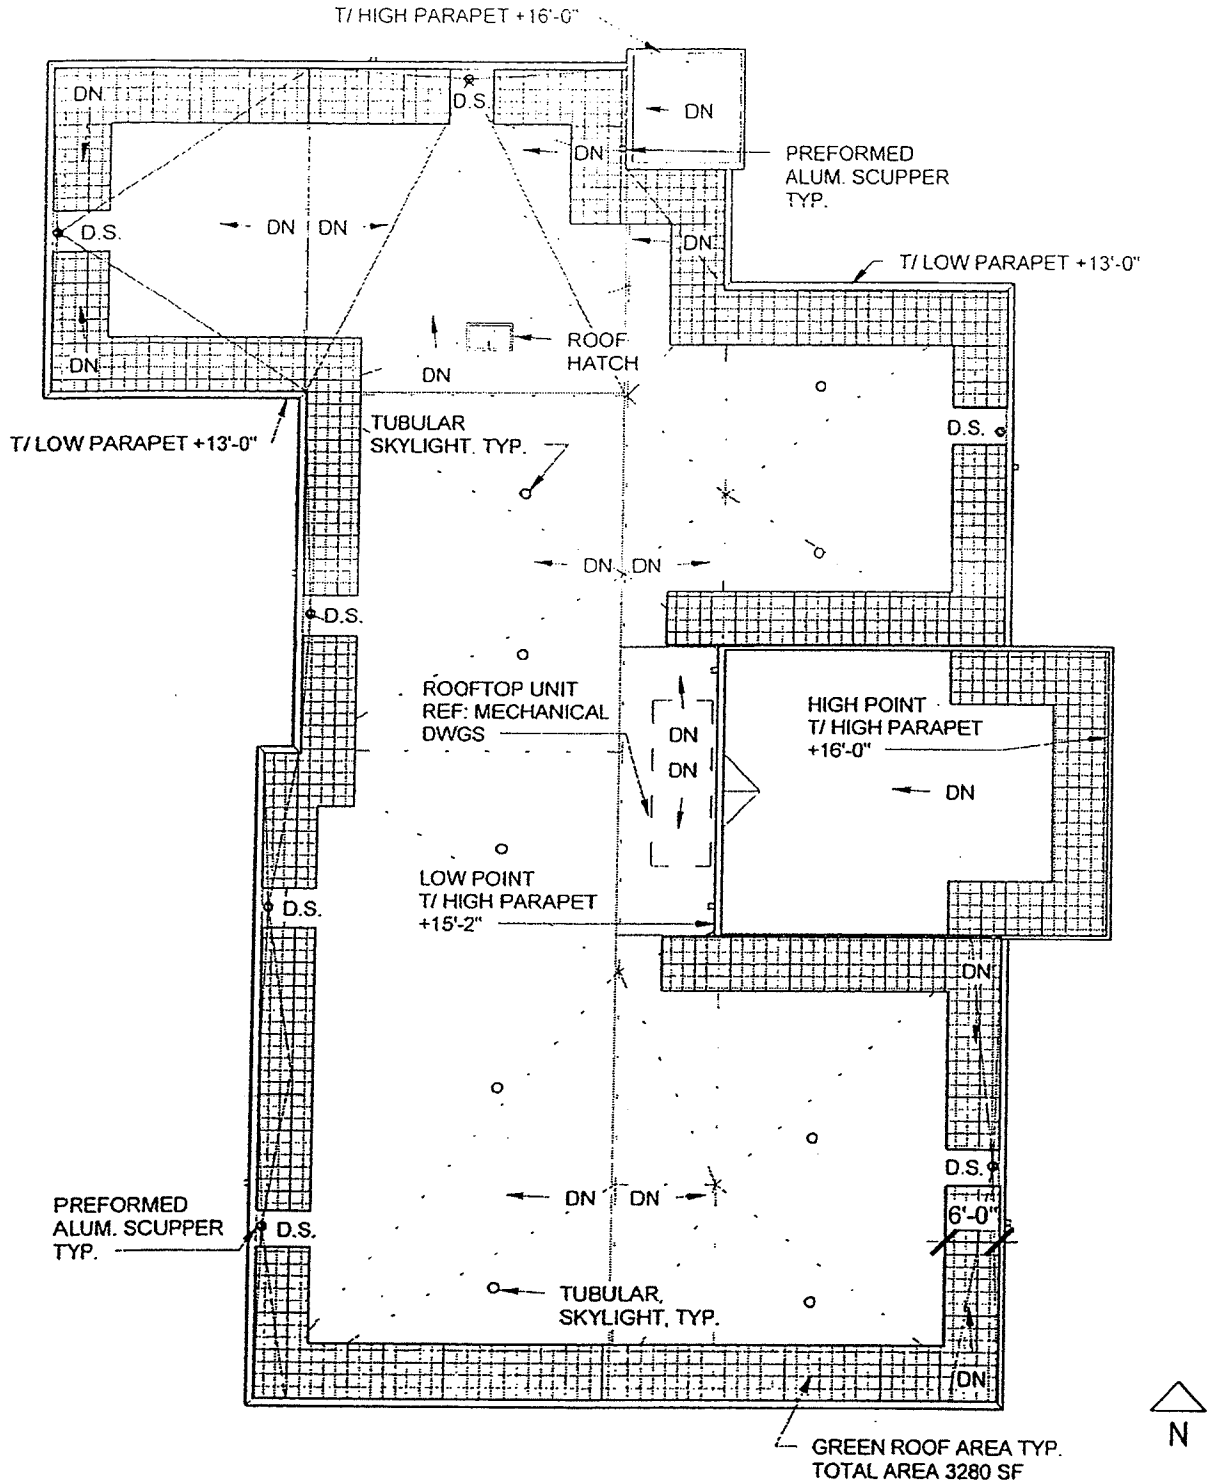 T/ HIGH PARAPET +16'-0"
DN
D.S.
DN
DN
PREFORMED
ALUM. SCUPPER
TYP.
D.S.
DN DN
DN
T/ LOW PARAPET +13'-0"
DN
DN
ROOF
HATCH
T/ LOW PARAPET +13'-0"
TUBULAR
SKYLIGHT. TYP.
D.S.
DN DN
D.S.
ROOFTOP UNIT
REF: MECHANICAL
DWGS
DN
DN
HIGH POINT
T/ HIGH PARAPET
+16'-0"
DN
LOW POINT
T/ HIGH PARAPET
+15'-2"
D.S.
DN
D.S.
PREFORMED
ALUM. SCUPPER
TYP.
D.S.
DN DN
6'-0"
TUBULAR,
SKYLIGHT, TYP.
DN
GREEN ROOF AREA TYP.
TOTAL AREA 3280 SF
N